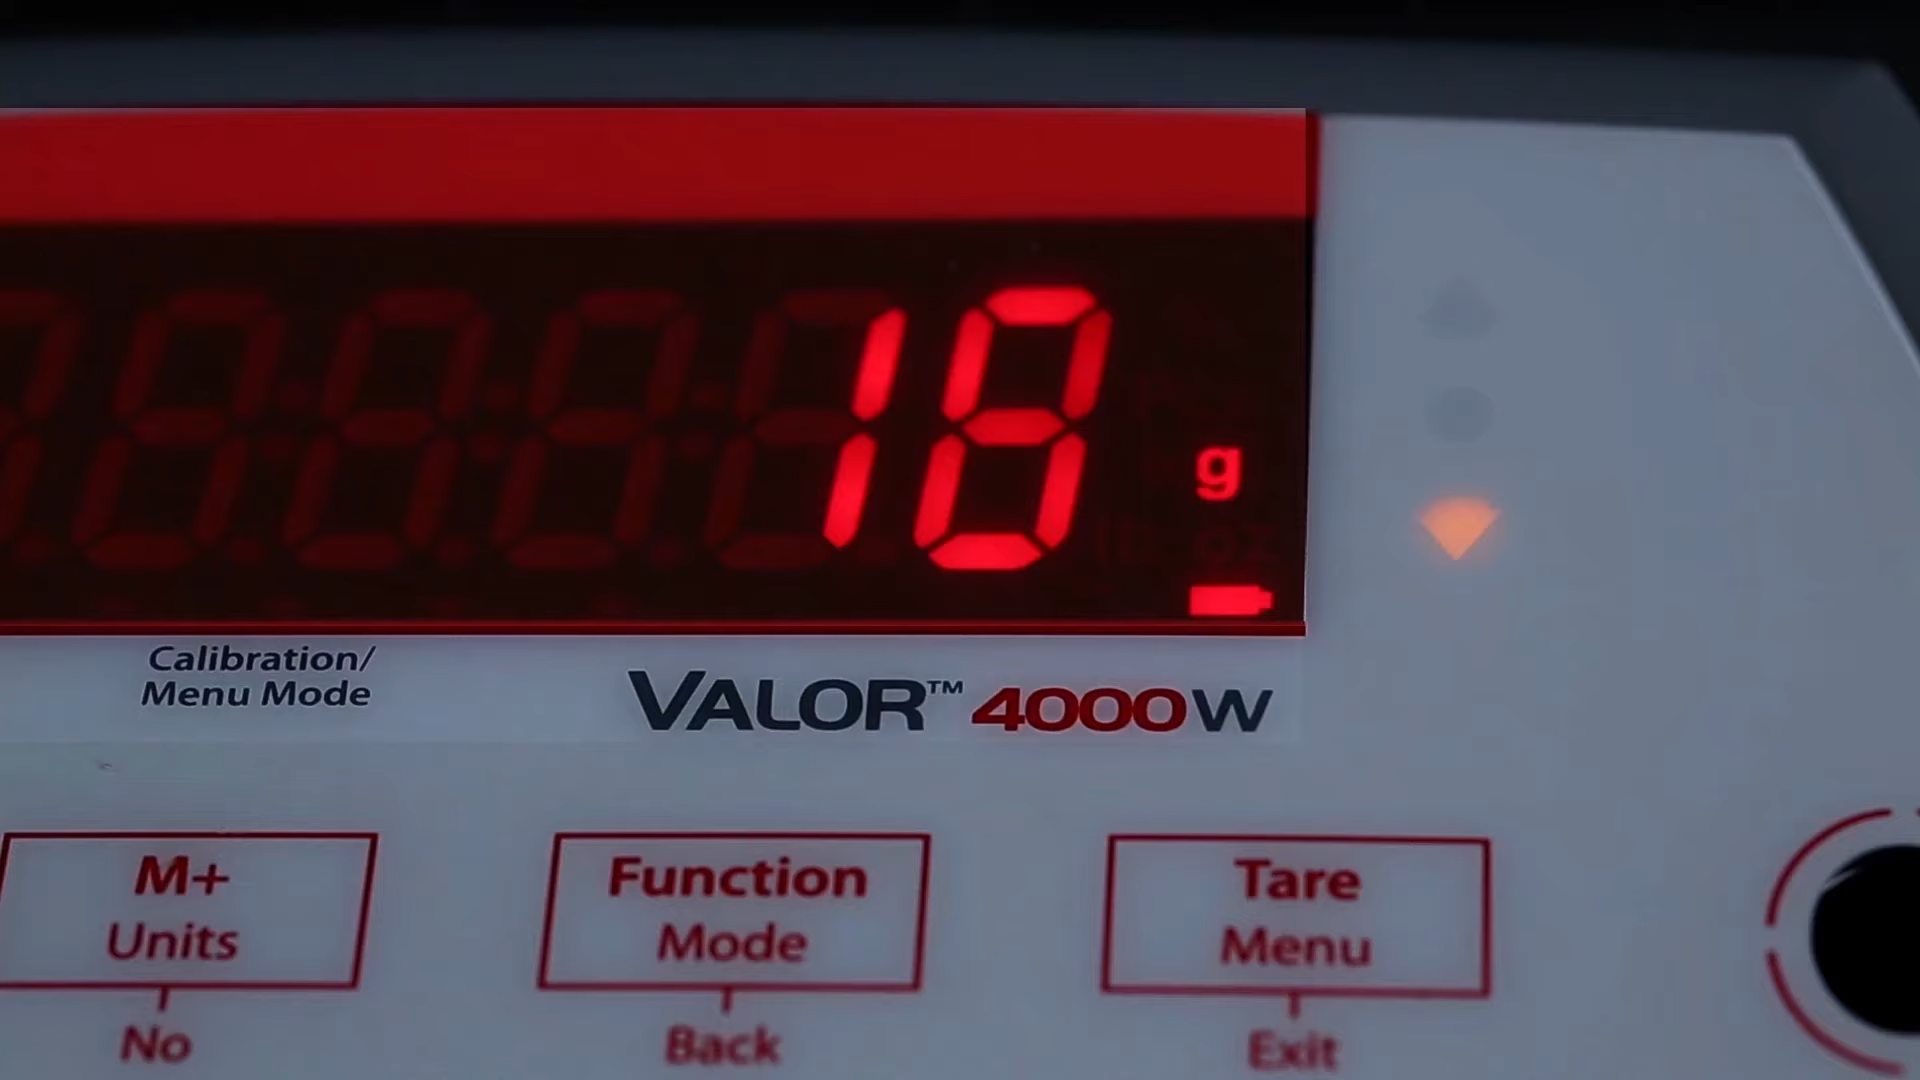 18 g
Calibration/
Menu Mode
VALOR™ 4000W
M+
Units
No
Function
Mode
Back
Tare
Menu
Exit